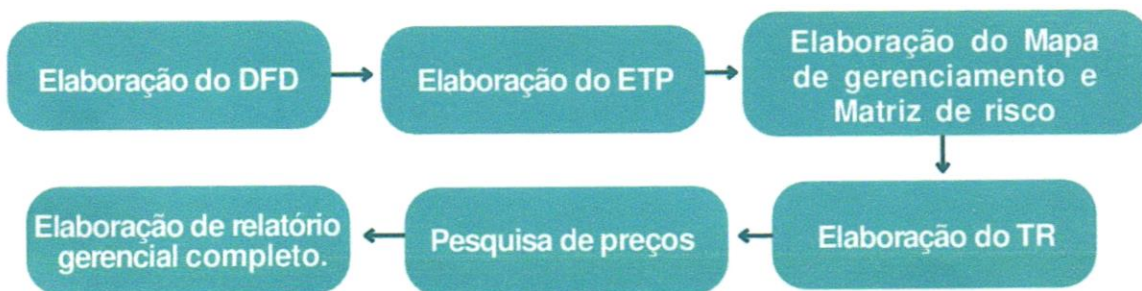 Elaboração do DFD
Elaboração do ETP
Elaboração do Mapa
de gerenciamento e
Matriz de risco
Elaboração do TR
Pesquisa de preços
Elaboração de relatório
gerencial completo.